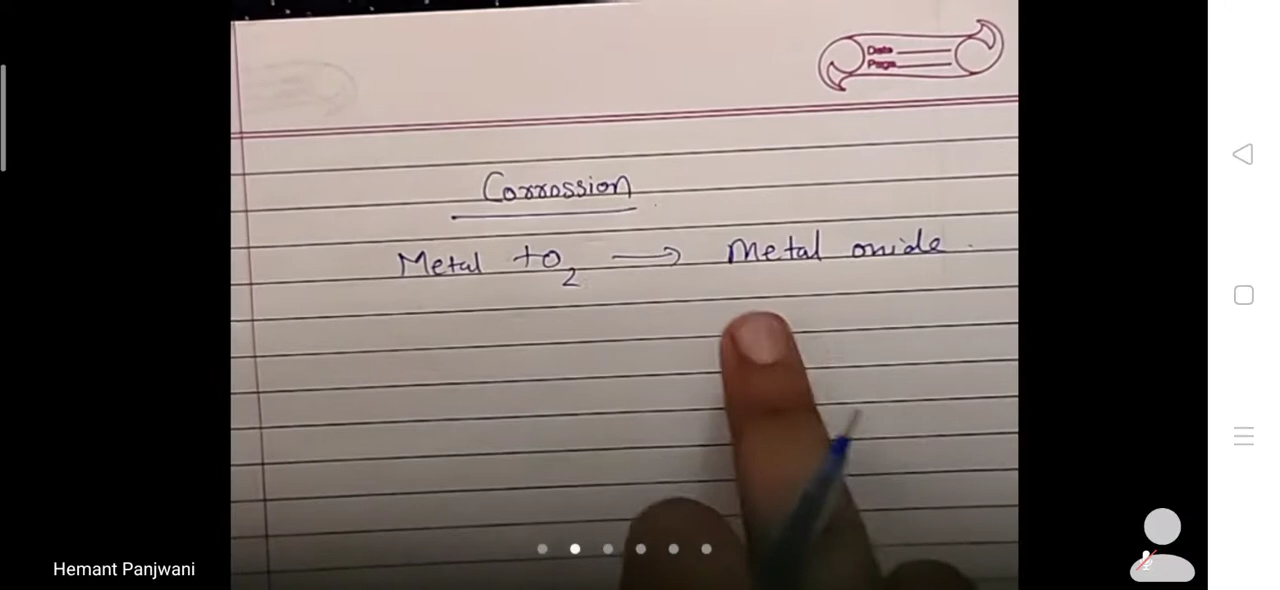 Date
Page
Corrossion
Metal + O2 → Metal oxide.
Hemant Panjwani